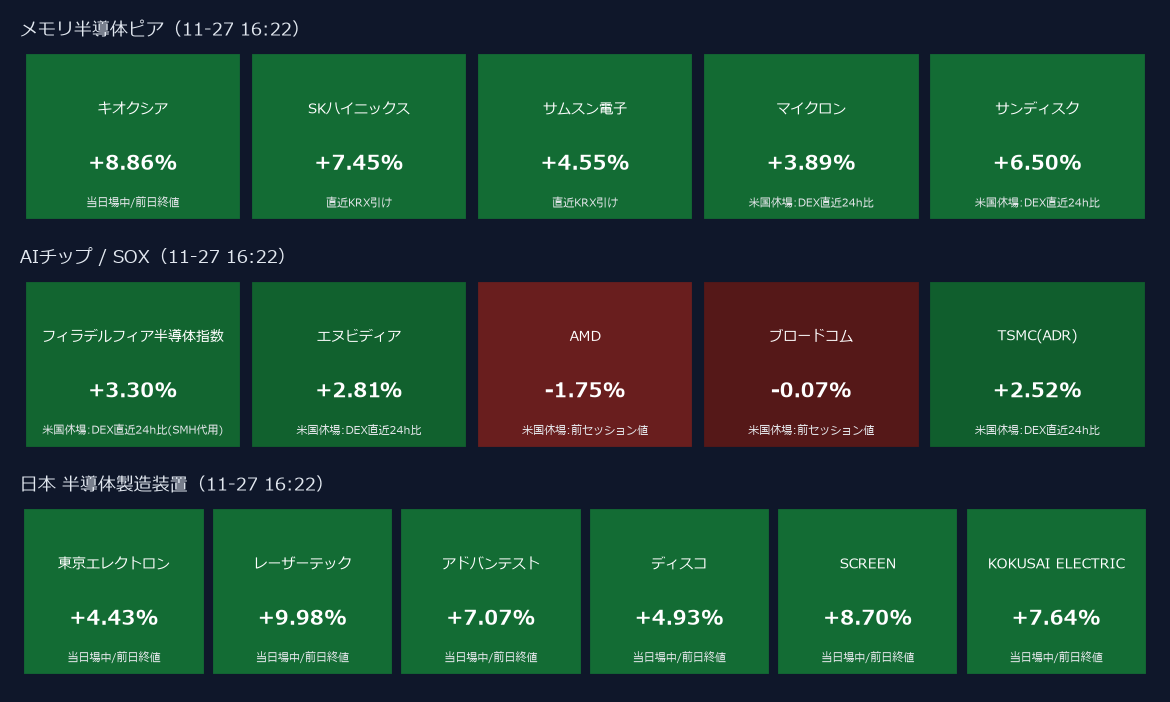 メモリ半導体ピア（11-27 16:22）
キオクシア
+8.86%
当日場中/前日終値
SKハイニックス
+7.45%
直近KRX引け
サムスン電子
+4.55%
直近KRX引け
マイクロン
+3.89%
米国休場:DEX直近24h比
サンディスク
+6.50%
米国休場:DEX直近24h比
AIチップ / SOX（11-27 16:22）
フィラデルフィア半導体指数
+3.30%
米国休場:DEX直近24h比(SMH代用)
エヌビディア
+2.81%
米国休場:DEX直近24h比
AMD
-1.75%
米国休場:前セッション値
ブロードコム
-0.07%
米国休場:前セッション値
TSMC(ADR)
+2.52%
米国休場:DEX直近24h比
日本 半導体製造装置（11-27 16:22）
東京エレクトロン
+4.43%
当日場中/前日終値
レーザーテック
+9.98%
当日場中/前日終値
アドバンテスト
+7.07%
当日場中/前日終値
ディスコ
+4.93%
当日場中/前日終値
SCREEN
+8.70%
当日場中/前日終値
KOKUSAI ELECTRIC
+7.64%
当日場中/前日終値